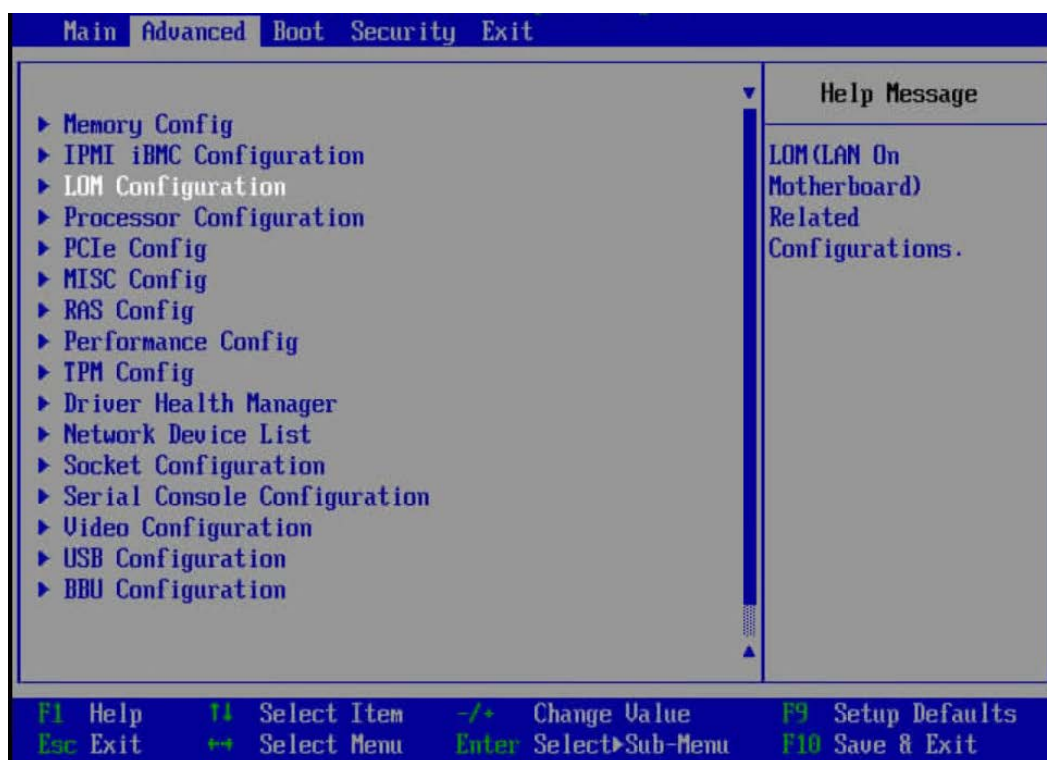 Main Advanced Boot Security Exit
Help Message
▶ Memory Config
▶ IPMI iBMC Configuration
▶ LOM Configuration
▶ Processor Configuration
▶ PCIe Config
▶ MISC Config
▶ RAS Config
▶ Performance Config
▶ TPM Config
▶ Driver Health Manager
▶ Network Device List
▶ Socket Configuration
▶ Serial Console Configuration
▶ Video Configuration
▶ USB Configuration
▶ BBU Configuration
LOM(LAN On
Motherboard)
Related
Configurations.
F1 Help ↑↓ Select Item -/+ Change Value F9 Setup Defaults
Esc Exit ←→ Select Menu Enter Select▶Sub-Menu F10 Save & Exit